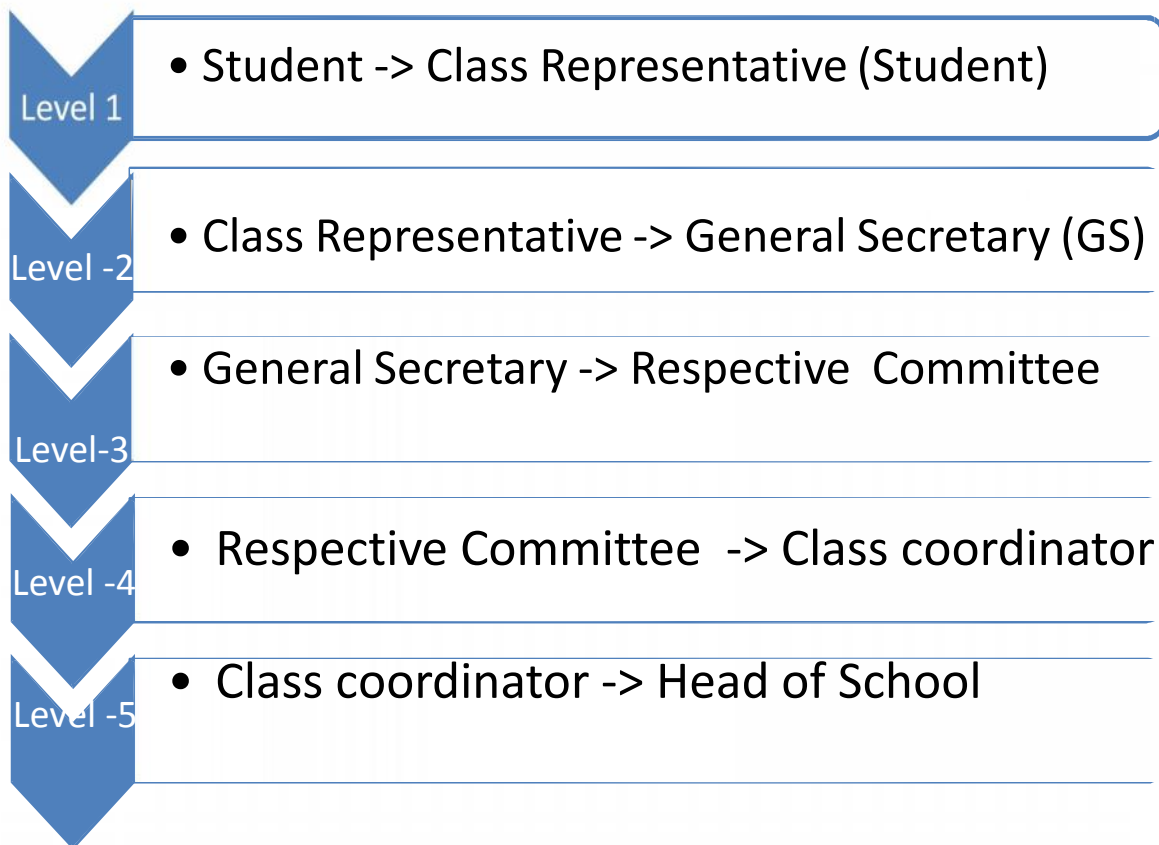 Level 1
• Student -> Class Representative (Student)
Level -2
• Class Representative -> General Secretary (GS)
Level-3
• General Secretary -> Respective Committee
Level -4
• Respective Committee -> Class coordinator
Level -5
• Class coordinator -> Head of School